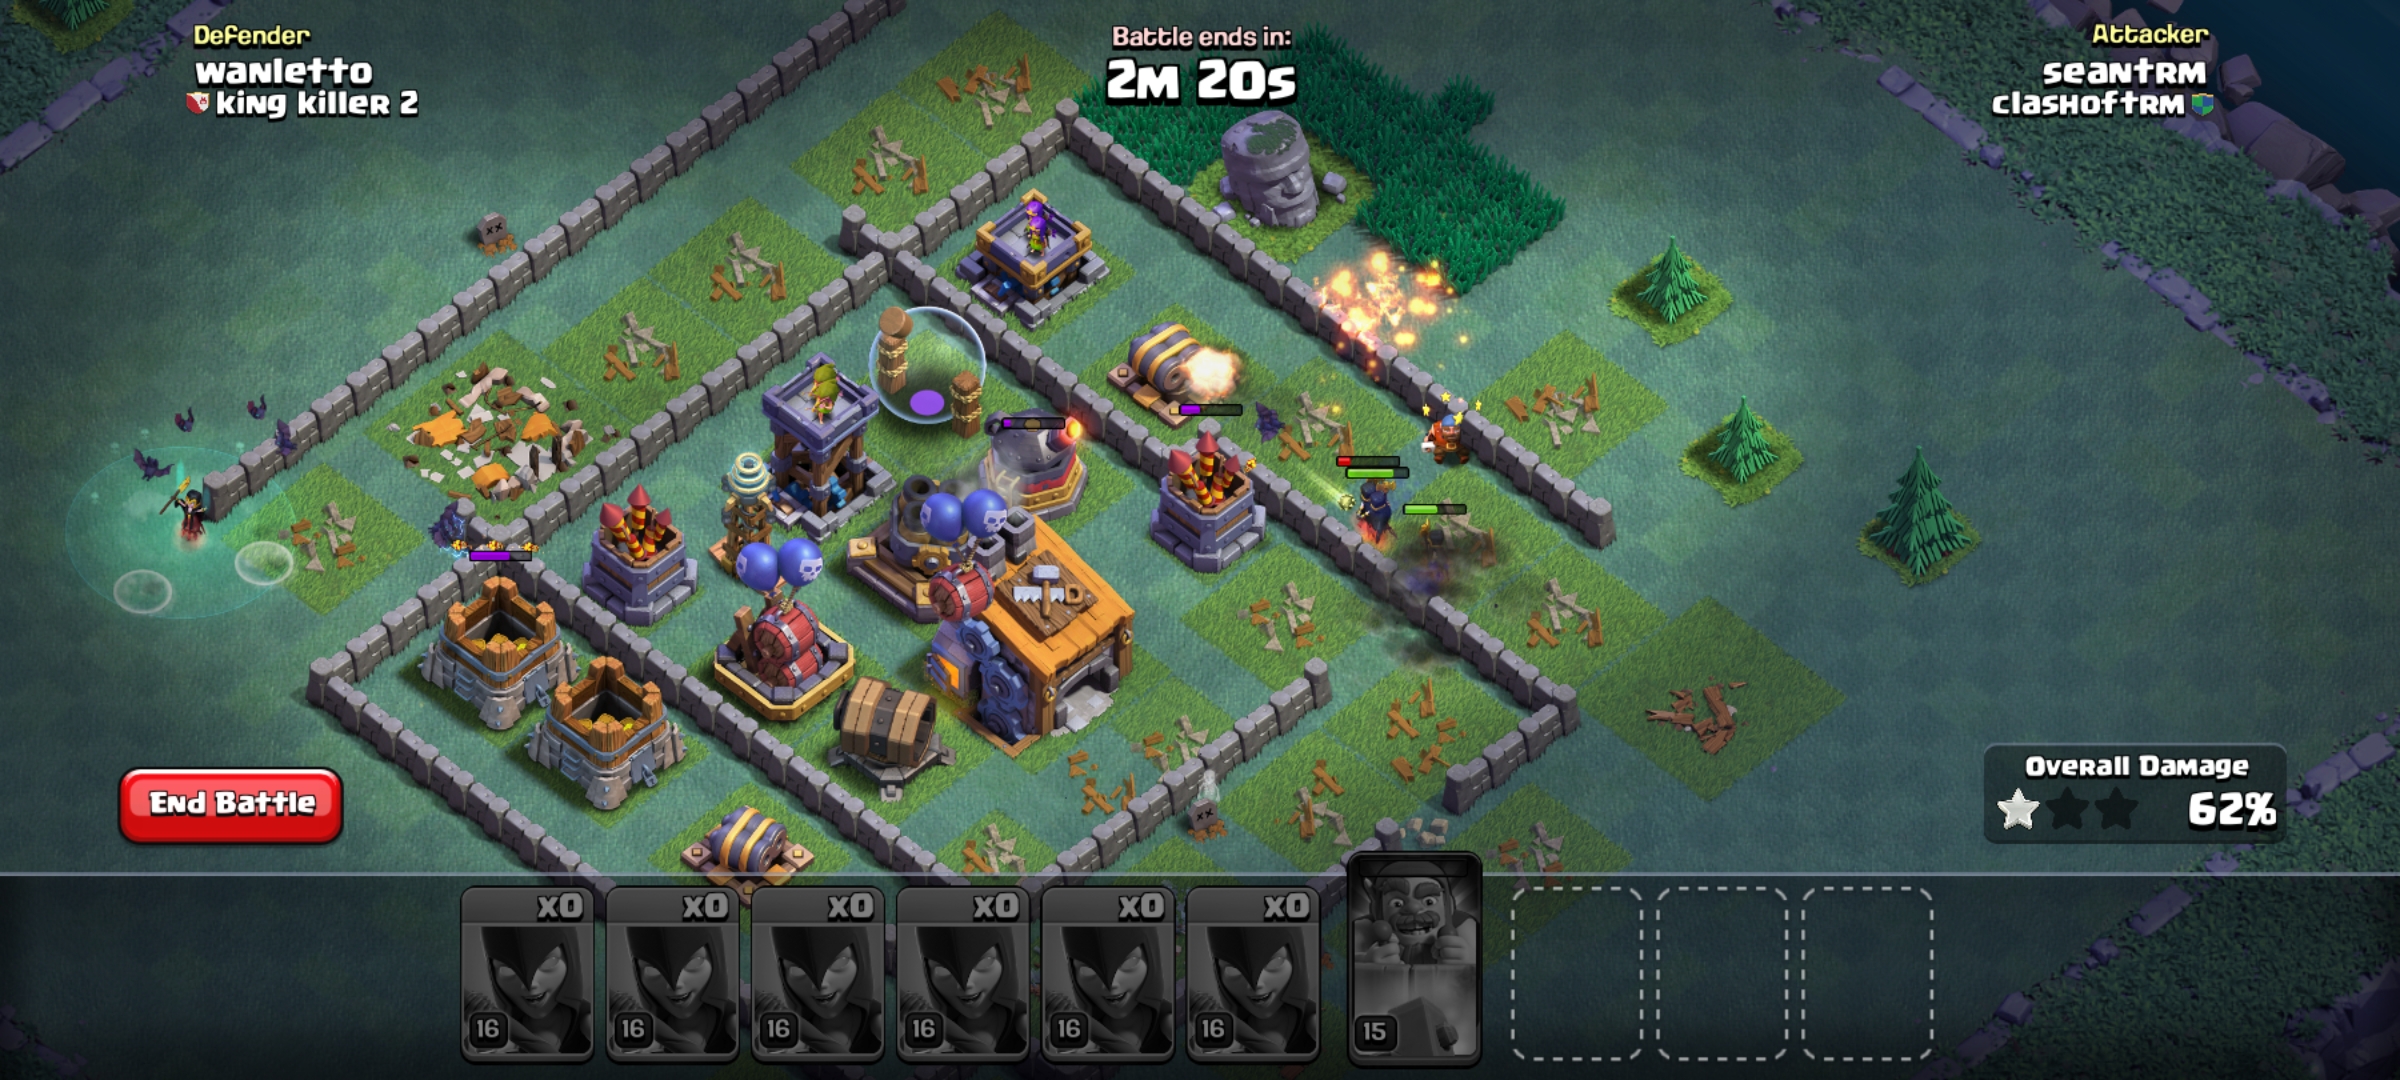 Defender
wanletto
king killer 2
Battle ends in:
2M 20s
Attacker
seantRM
clashoftRM
End Battle
Overall Damage
62%
x0
x0
x0
x0
x0
x0
16
16
16
16
16
16
15